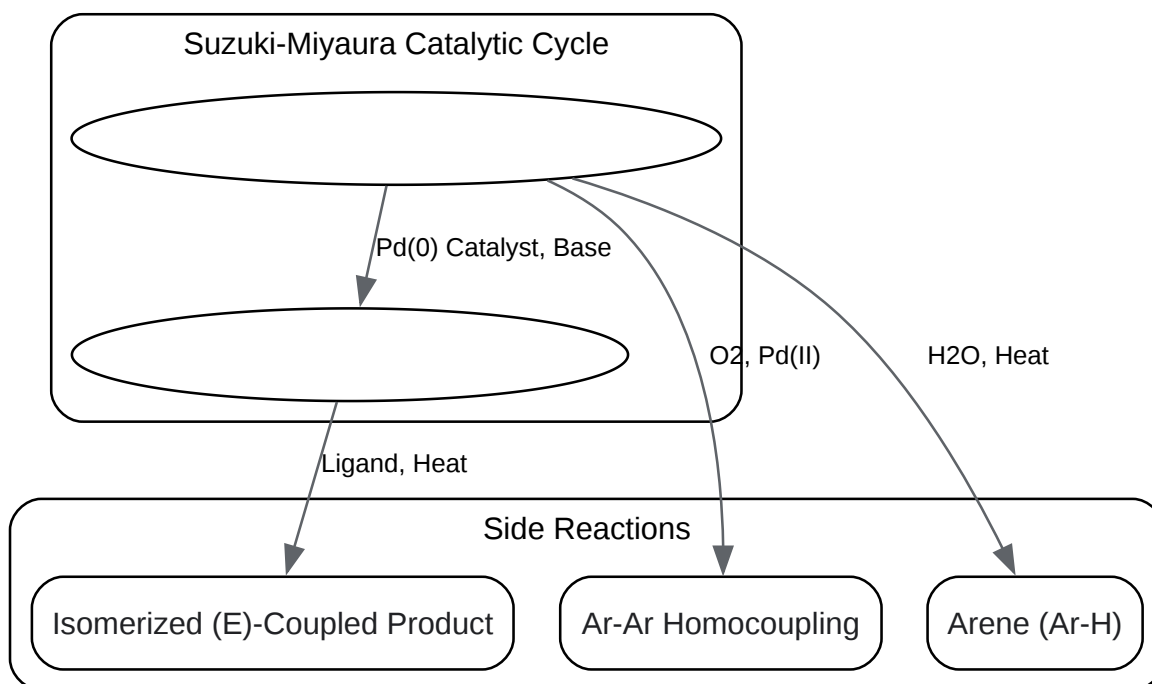 Suzuki-Miyaura Catalytic Cycle
Pd(0) Catalyst, Base
O2, Pd(II)
H2O, Heat
Ligand, Heat
Side Reactions
Isomerized (E)-Coupled Product
Ar-Ar Homocoupling
Arene (Ar-H)